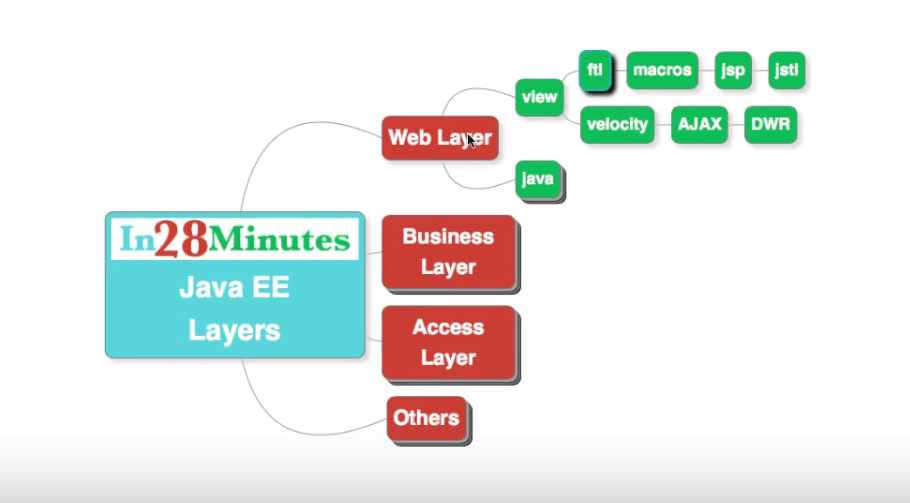 In28Minutes
Java EE
Layers
Web Layer
view
ftl
macros
jsp
jstl
velocity
AJAX
DWR
java
Business
Layer
Access
Layer
Others